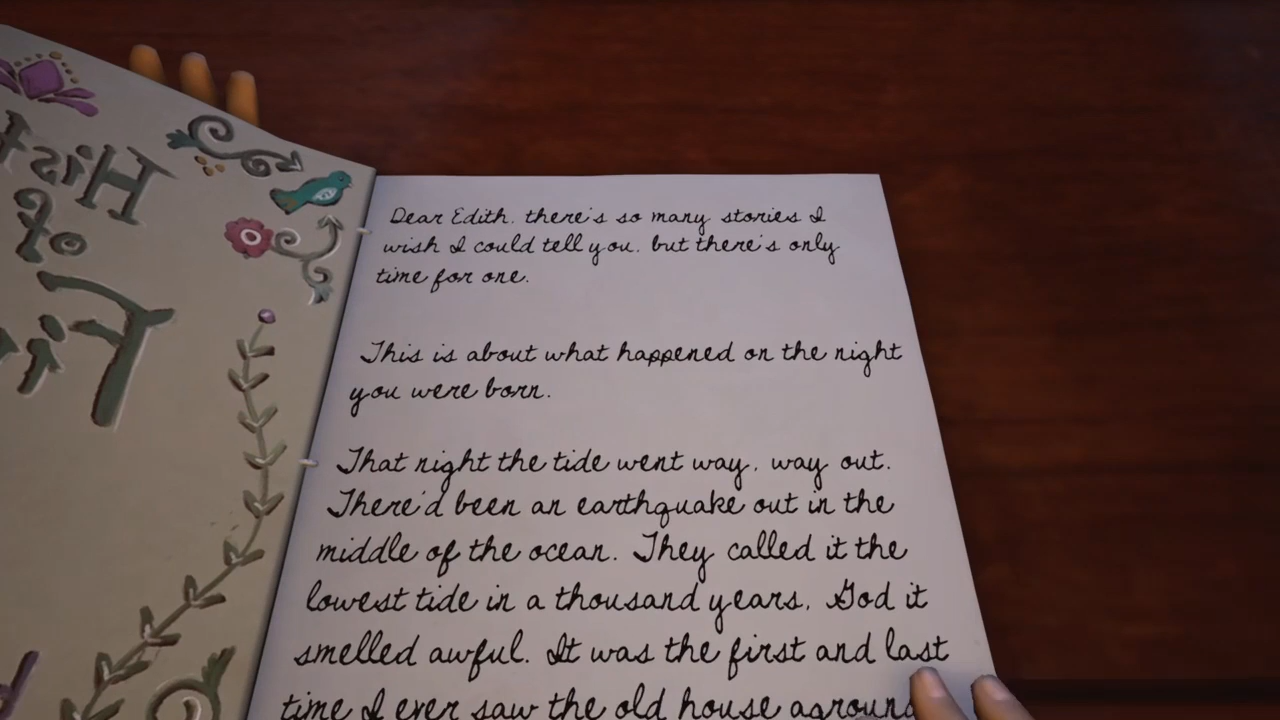 Hist
of
Fin
Dear Edith, there's so many stories I
wish I could tell you, but there's only
time for one.
This is about what happened on the night
you were born.
That night the tide went way, way out.
There'd been an earthquake out in the
middle of the ocean. They called it the
lowest tide in a thousand years. God it
smelled awful. It was the first and last
time I ever saw the old house aground